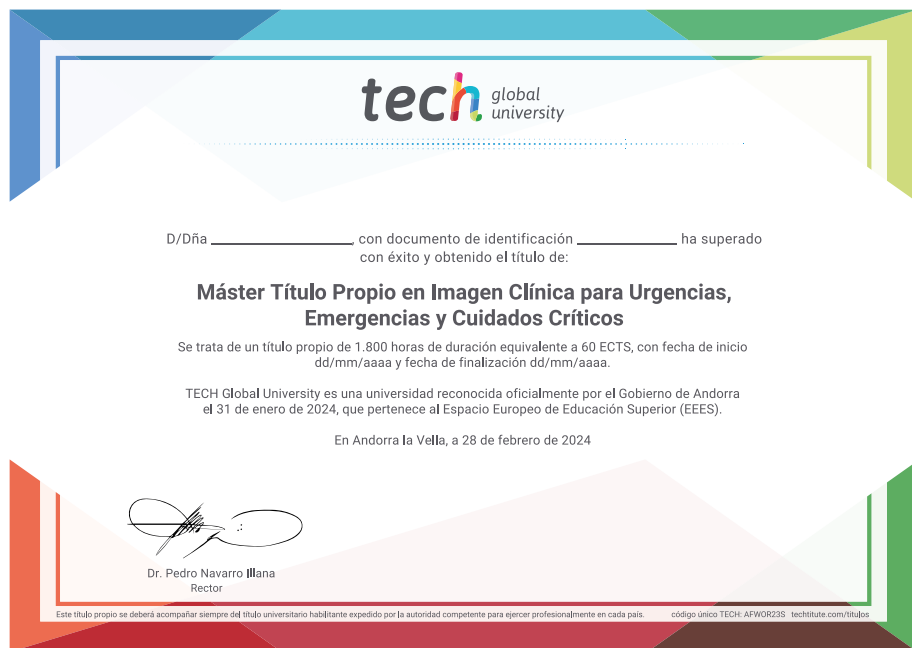 tech global university
D/Dña ____________, con documento de identificación ____________ ha superado
con éxito y obtenido el título de:
Máster Título Propio en Imagen Clínica para Urgencias,
Emergencias y Cuidados Críticos
Se trata de un título propio de 1.800 horas de duración equivalente a 60 ECTS, con fecha de inicio
dd/mm/aaaa y fecha de finalización dd/mm/aaaa.
TECH Global University es una universidad reconocida oficialmente por el Gobierno de Andorra
el 31 de enero de 2024, que pertenece al Espacio Europeo de Educación Superior (EEES).
En Andorra la Vella, a 28 de febrero de 2024
Dr. Pedro Navarro Illana
Rector
Este título propio se deberá acompañar siempre del título universitario habilitante expedido por la autoridad competente para ejercer profesionalmente en cada país. código único TECH: AFWOR23S techtitute.com/titulos